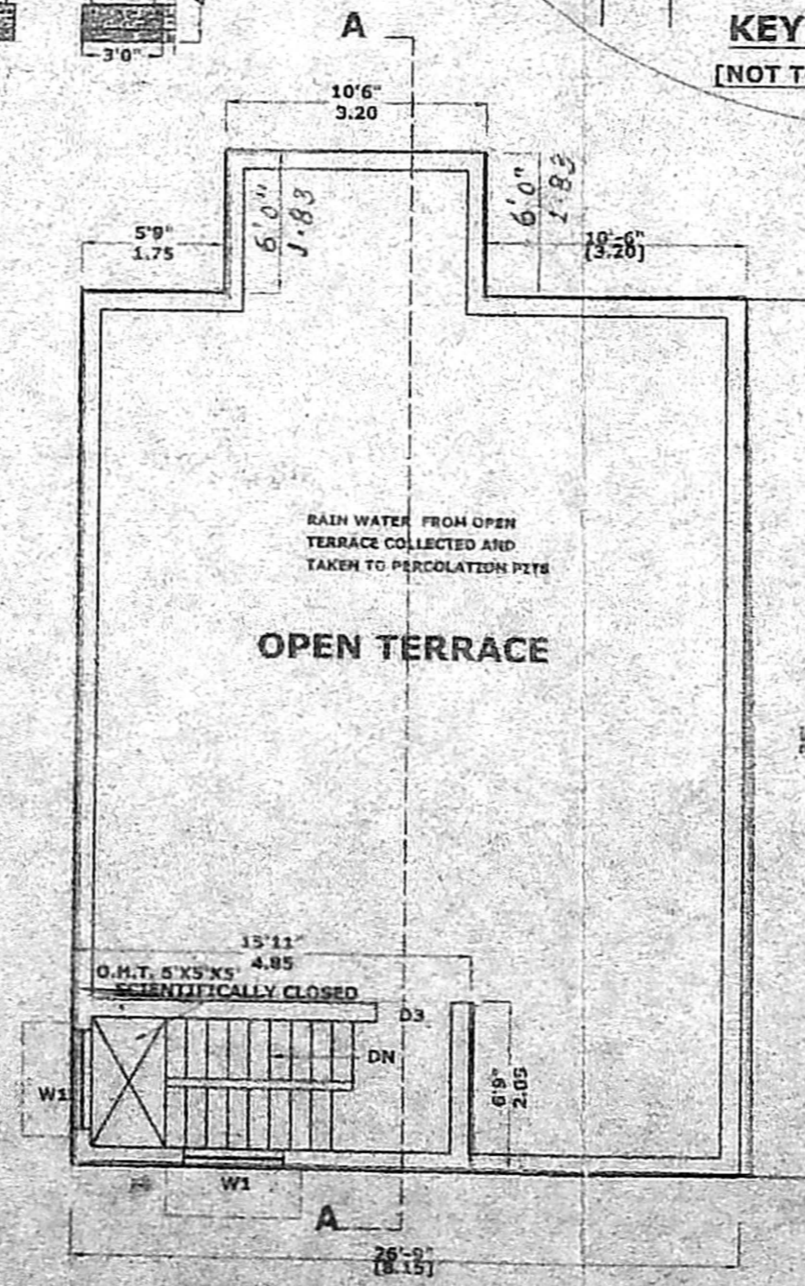 A
KEY
3'0"
[NOT T
10'6"
3.20
6'0"
1.83
6'0"
1.83
5'9"
1.75
10'-6"
[3.20]
RAIN WATER FROM OPEN
TERRACE COLLECTED AND
TAKEN TO PERCOLATION PITS
OPEN TERRACE
15'11"
4.85
O.H.T. 5'X5'X5'
SCIENTIFICALLY CLOSED
D3
DN
6'9"
2.05
W1
W1
A
26'-9"
[8.15]